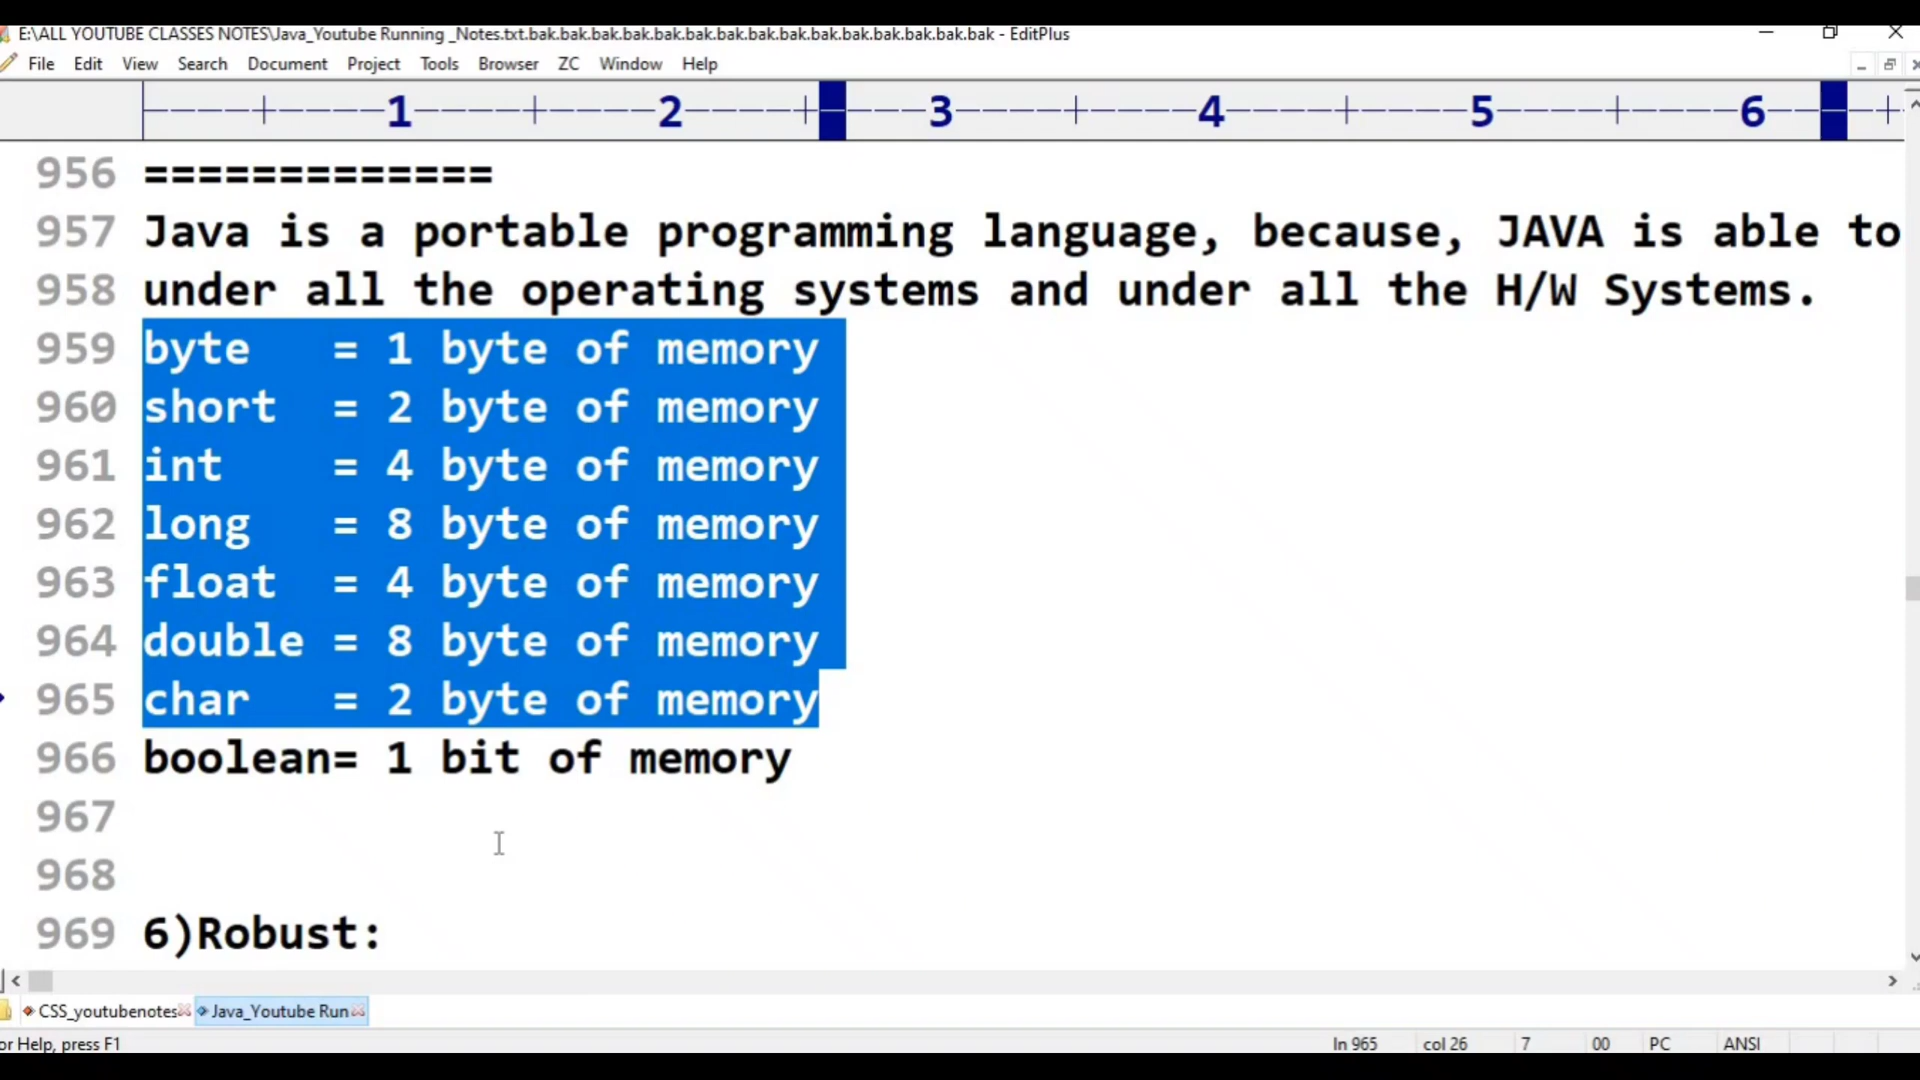 E:\ALL YOUTUBE CLASSES NOTES\Java_Youtube Running _Notes.txt.bak.bak.bak.bak.bak.bak.bak.bak.bak.bak.bak.bak.bak.bak.bak - EditPlus
File Edit View Search Document Project Tools Browser ZC Window Help
1 2 3 4 5 6
956 =============
957 Java is a portable programming language, because, JAVA is able to
958 under all the operating systems and under all the H/W Systems.
959 byte = 1 byte of memory
960 short = 2 byte of memory
961 int = 4 byte of memory
962 long = 8 byte of memory
963 float = 4 byte of memory
964 double = 8 byte of memory
965 char = 2 byte of memory
966 boolean= 1 bit of memory
967
968
969 6)Robust:
CSS_youtubenotes Java_Youtube Run
or Help, press F1 ln 965 col 26 7 00 PC ANSI